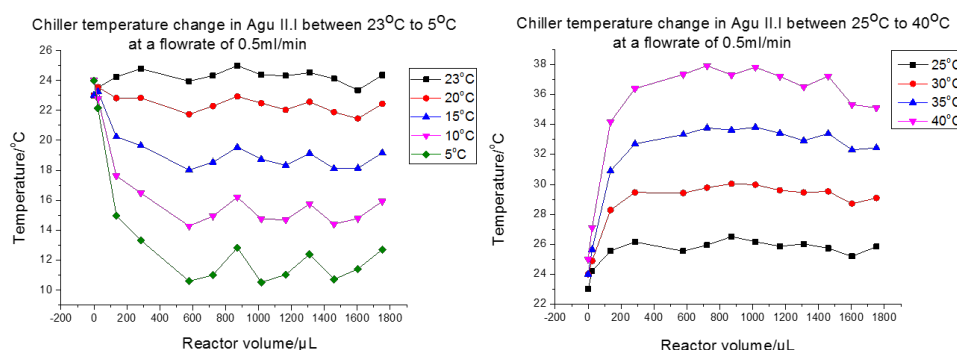 Chiller temperature change in Agu II.I between 23°C to 5°C
at a flowrate of 0.5ml/min
26
24
22
20
18
16
14
12
10
Temperature/°C
23°C
20°C
15°C
10°C
5°C
-200 0 200 400 600 800 1000 1200 1400 1600 1800
Reactor volume/µL
Chiller temperature change in Agu II.I between 25°C to 40°C
at a flowrate of 0.5ml/min
38
36
34
32
30
28
26
24
22
Temperature/°C
25°C
30°C
35°C
40°C
-200 0 200 400 600 800 1000 1200 1400 1600 1800
Reactor volume/µL